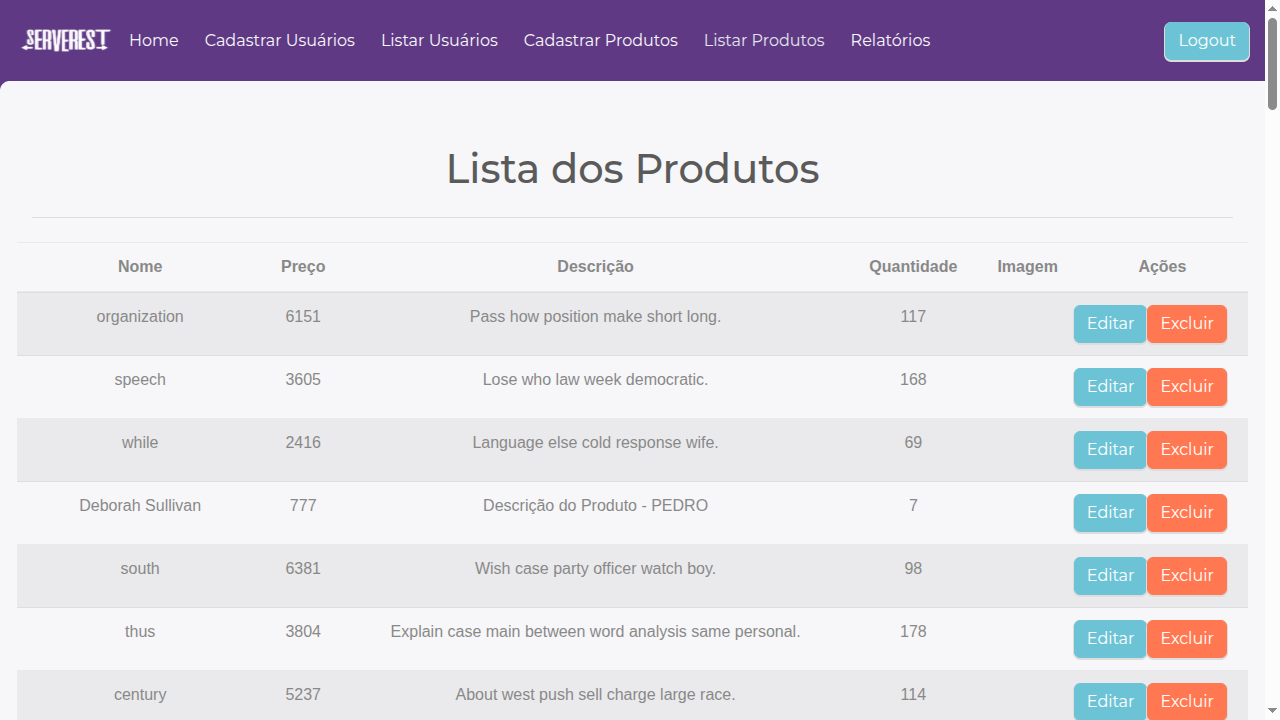 SERVEREST Home Cadastrar Usuários Listar Usuários Cadastrar Produtos Listar Produtos Relatórios Logout
Lista dos Produtos
Nome Preço Descrição Quantidade Imagem Ações
organization 6151 Pass how position make short long. 117 Editar Excluir
speech 3605 Lose who law week democratic. 168 Editar Excluir
while 2416 Language else cold response wife. 69 Editar Excluir
Deborah Sullivan 777 Descrição do Produto - PEDRO 7 Editar Excluir
south 6381 Wish case party officer watch boy. 98 Editar Excluir
thus 3804 Explain case main between word analysis same personal. 178 Editar Excluir
century 5237 About west push sell charge large race. 114 Editar Excluir